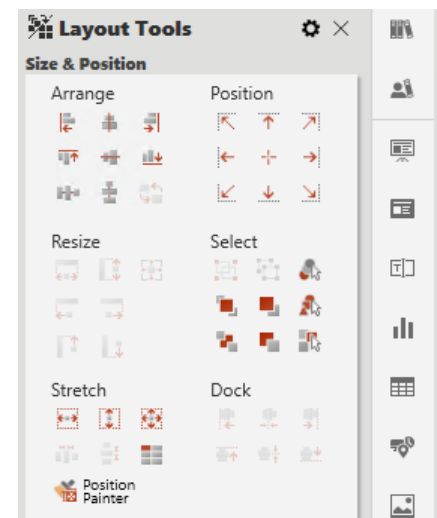 Layout Tools
Size & Position
Arrange
Position
Resize
Select
Stretch
Dock
Position
Painter